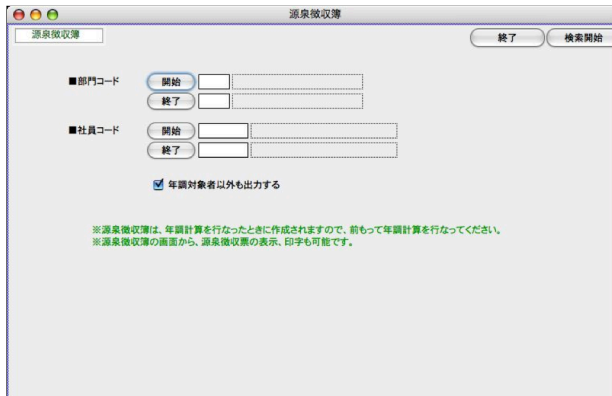 源泉徴収簿
源泉徴収簿
終了 検索開始
■部門コード 開始
終了
■社員コード 開始
終了
年調対象者以外も出力する
※源泉徴収簿は、年調計算を行なったときに作成されますので、前もって年調計算を行なってください。
※源泉徴収簿の画面から、源泉徴収票の表示、印字も可能です。